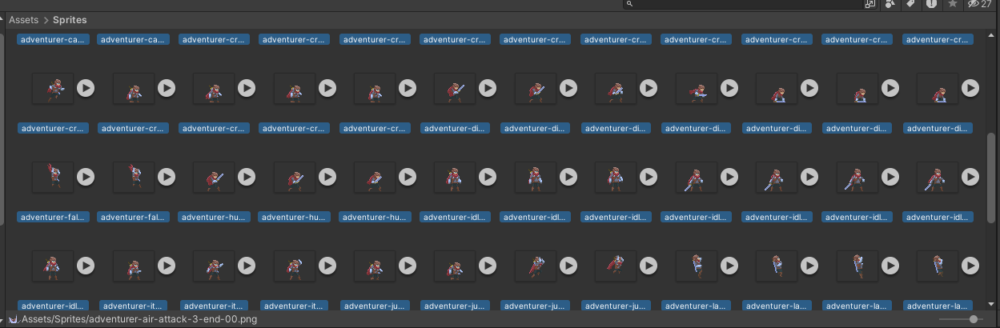 27
Assets > Sprites
adventurer-ca... adventurer-ca... adventurer-cr... adventurer-cr... adventurer-cr... adventurer-cr... adventurer-cr... adventurer-cr... adventurer-cr... adventurer-cr... adventurer-cr... adventurer-cr...
adventurer-cr... adventurer-cr... adventurer-cr... adventurer-cr... adventurer-cr... adventurer-di... adventurer-di... adventurer-di... adventurer-di... adventurer-di... adventurer-di... adventurer-di...
adventurer-fal... adventurer-fal... adventurer-hu... adventurer-hu... adventurer-hu... adventurer-idl... adventurer-idl... adventurer-idl... adventurer-idl... adventurer-idl... adventurer-idl... adventurer-idl...
adventurer-idl... adventurer-it... adventurer-it... adventurer-it... adventurer-ju... adventurer-ju... adventurer-ju... adventurer-ju... adventurer-la... adventurer-la... adventurer-la... adventurer-la...
Assets/Sprites/adventurer-air-attack-3-end-00.png